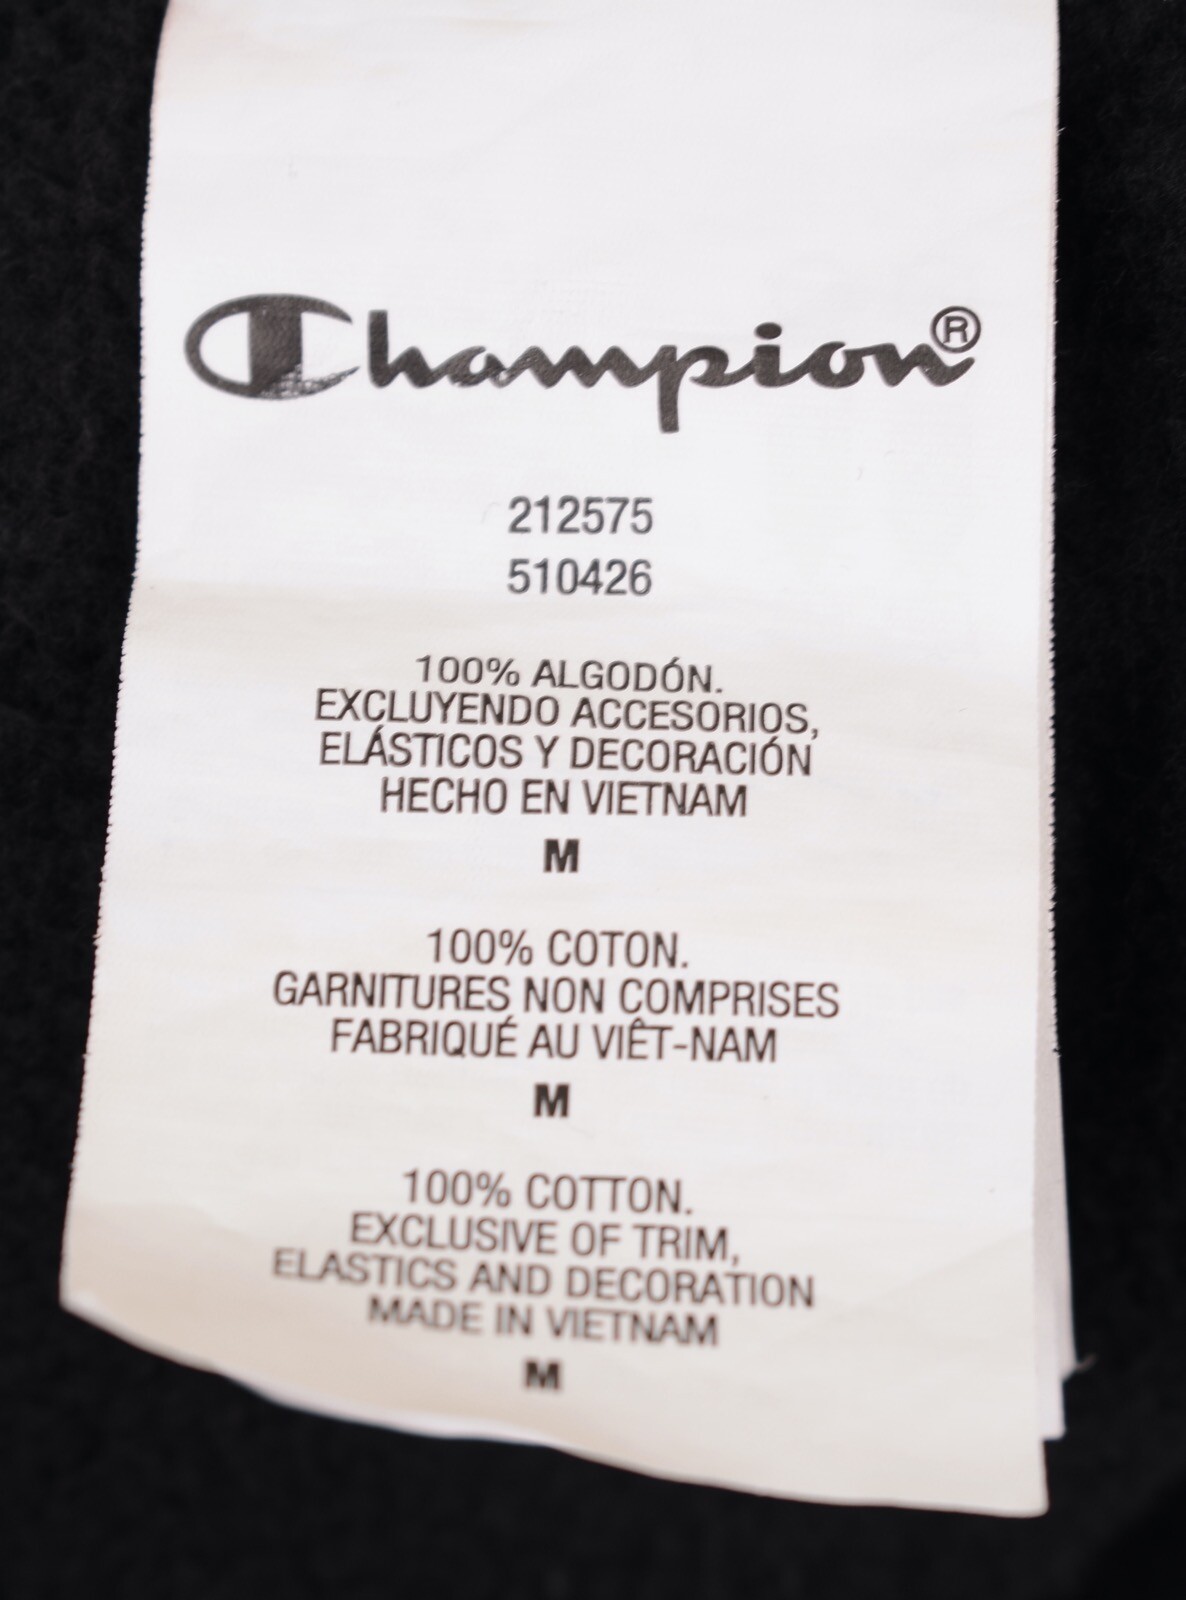 Champion®
212575
510426
100% ALGODÓN.
EXCLUYENDO ACCESORIOS,
ELÁSTICOS Y DECORACIÓN
HECHO EN VIETNAM
M
100% COTON.
GARNITURES NON COMPRISES
FABRIQUÉ AU VIÊT-NAM
M
100% COTTON.
EXCLUSIVE OF TRIM,
ELASTICS AND DECORATION
MADE IN VIETNAM
M